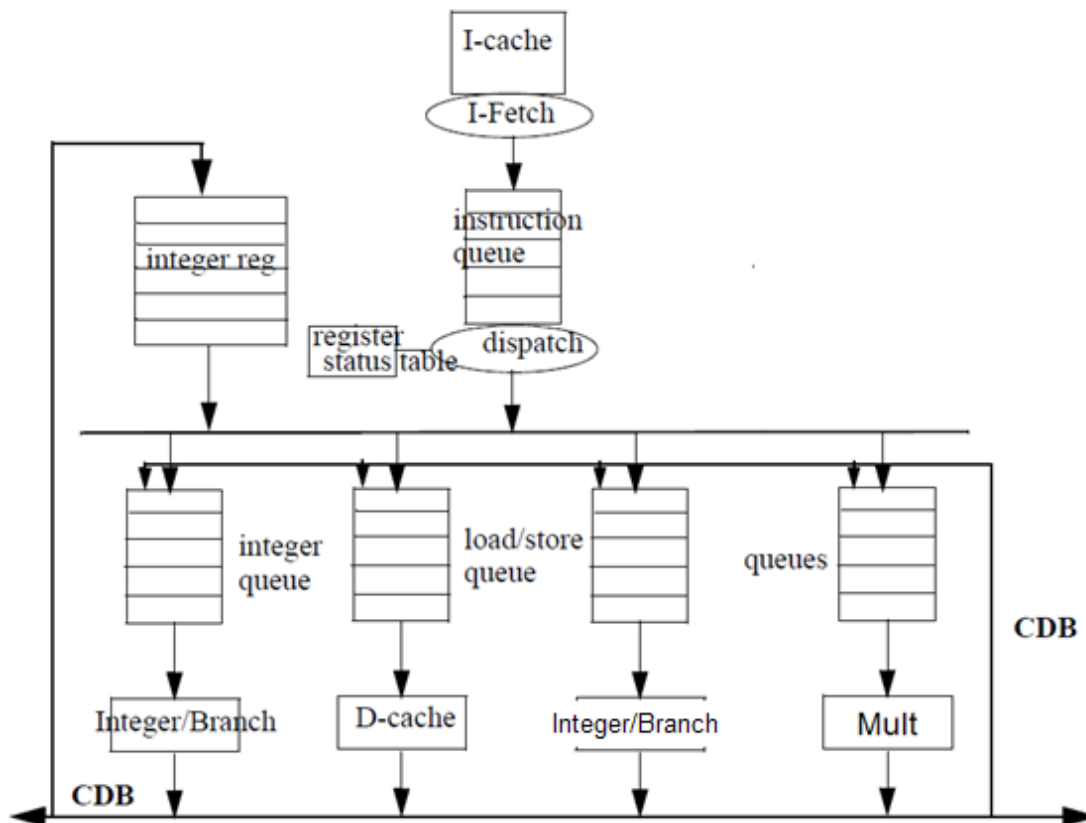 I-cache
I-Fetch
instruction
queue
integer reg
register
status table
dispatch
integer
queue
load/store
queue
queues
CDB
Integer/Branch
D-cache
Integer/Branch
Mult
CDB